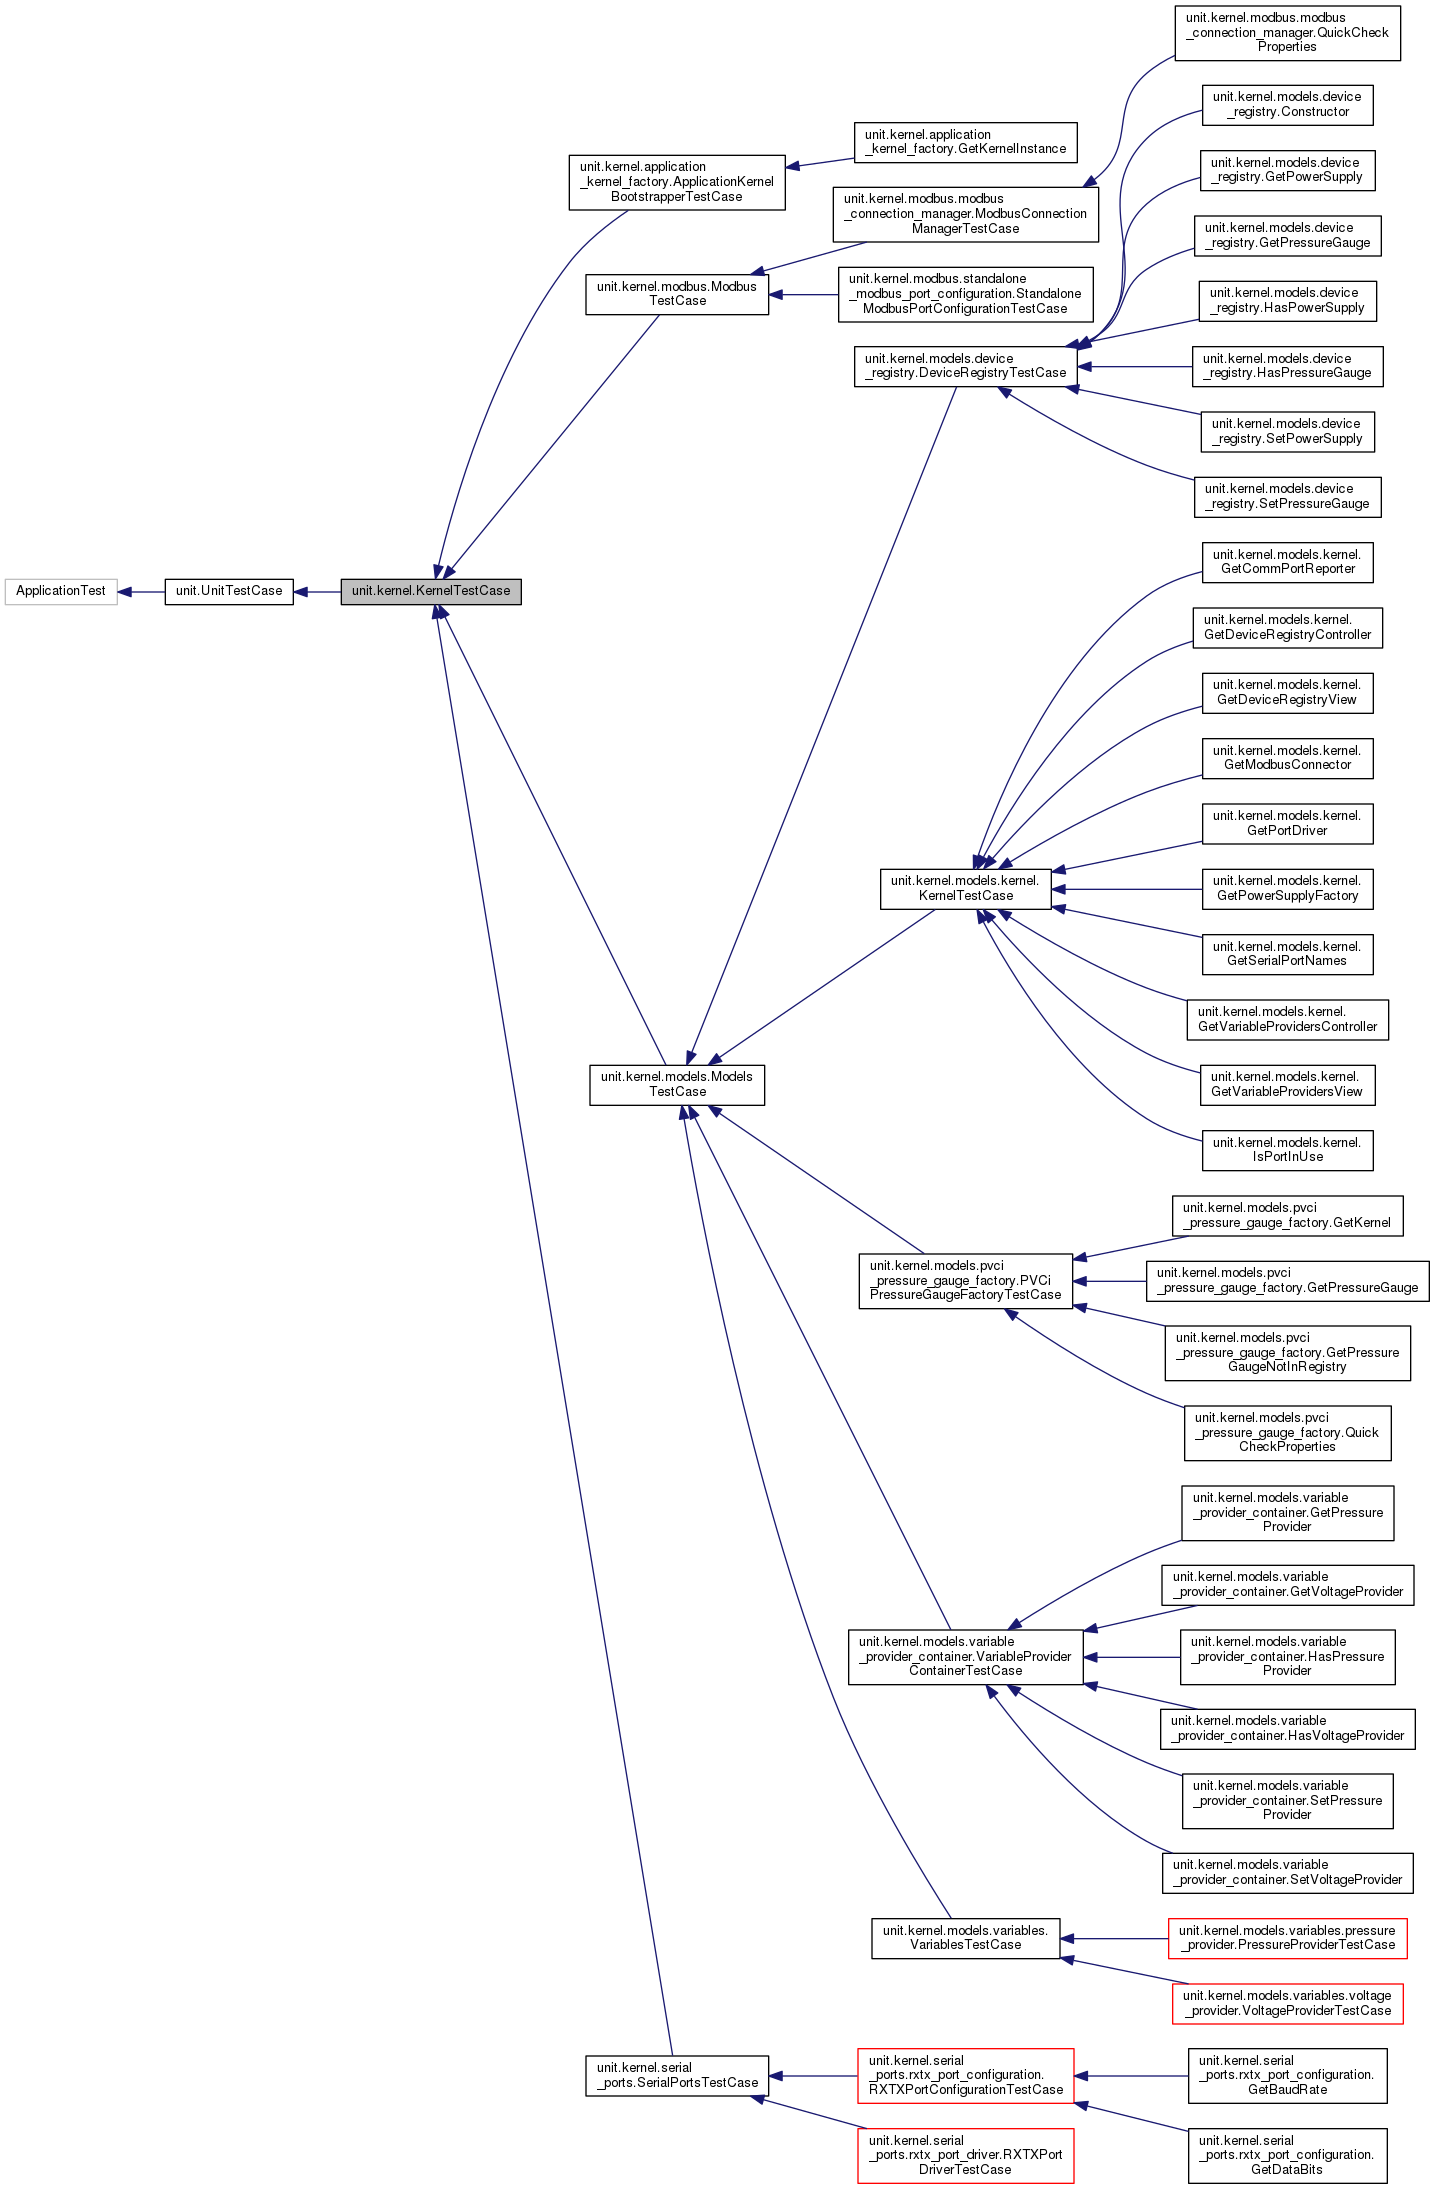 ApplicationTest
unit.UnitTestCase
unit.kernel.KernelTestCase
unit.kernel.application
_kernel_factory.ApplicationKernel
BootstrapperTestCase
unit.kernel.modbus.Modbus
TestCase
unit.kernel.models.Models
TestCase
unit.kernel.serial
_ports.SerialPortsTestCase
unit.kernel.application
_kernel_factory.GetKernelInstance
unit.kernel.modbus.modbus
_connection_manager.ModbusConnection
ManagerTestCase
unit.kernel.modbus.standalone
_modbus_port_configuration.Standalone
ModbusPortConfigurationTestCase
unit.kernel.models.device
_registry.DeviceRegistryTestCase
unit.kernel.models.kernel.
KernelTestCase
unit.kernel.models.pvci
_pressure_gauge_factory.PVCi
PressureGaugeFactoryTestCase
unit.kernel.models.variable
_provider_container.VariableProvider
ContainerTestCase
unit.kernel.models.variables.
VariablesTestCase
unit.kernel.serial
_ports.rxtx_port_configuration.
RXTXPortConfigurationTestCase
unit.kernel.serial
_ports.rxtx_port_driver.RXTXPort
DriverTestCase
unit.kernel.modbus.modbus
_connection_manager.QuickCheck
Properties
unit.kernel.models.device
_registry.Constructor
unit.kernel.models.device
_registry.GetPowerSupply
unit.kernel.models.device
_registry.GetPressureGauge
unit.kernel.models.device
_registry.HasPowerSupply
unit.kernel.models.device
_registry.HasPressureGauge
unit.kernel.models.device
_registry.SetPowerSupply
unit.kernel.models.device
_registry.SetPressureGauge
unit.kernel.models.kernel.
GetCommPortReporter
unit.kernel.models.kernel.
GetDeviceRegistryController
unit.kernel.models.kernel.
GetDeviceRegistryView
unit.kernel.models.kernel.
GetModbusConnector
unit.kernel.models.kernel.
GetPortDriver
unit.kernel.models.kernel.
GetPowerSupplyFactory
unit.kernel.models.kernel.
GetSerialPortNames
unit.kernel.models.kernel.
GetVariableProvidersController
unit.kernel.models.kernel.
GetVariableProvidersView
unit.kernel.models.kernel.
IsPortInUse
unit.kernel.models.pvci
_pressure_gauge_factory.GetKernel
unit.kernel.models.pvci
_pressure_gauge_factory.GetPressureGauge
unit.kernel.models.pvci
_pressure_gauge_factory.GetPressure
GaugeNotInRegistry
unit.kernel.models.pvci
_pressure_gauge_factory.Quick
CheckProperties
unit.kernel.models.variable
_provider_container.GetPressure
Provider
unit.kernel.models.variable
_provider_container.GetVoltageProvider
unit.kernel.models.variable
_provider_container.HasPressure
Provider
unit.kernel.models.variable
_provider_container.HasVoltageProvider
unit.kernel.models.variable
_provider_container.SetPressure
Provider
unit.kernel.models.variable
_provider_container.SetVoltageProvider
unit.kernel.models.variables.pressure
_provider.PressureProviderTestCase
unit.kernel.models.variables.voltage
_provider.VoltageProviderTestCase
unit.kernel.serial
_ports.rxtx_port_configuration.
GetBaudRate
unit.kernel.serial
_ports.rxtx_port_configuration.
GetDataBits